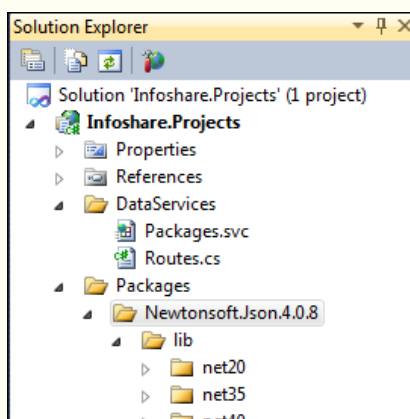 Solution Explorer
Solution 'Infoshare.Projects' (1 project)
Infoshare.Projects
Properties
References
DataServices
Packages.svc
Routes.cs
Packages
Newtonsoft.Json.4.0.8
lib
net20
net35